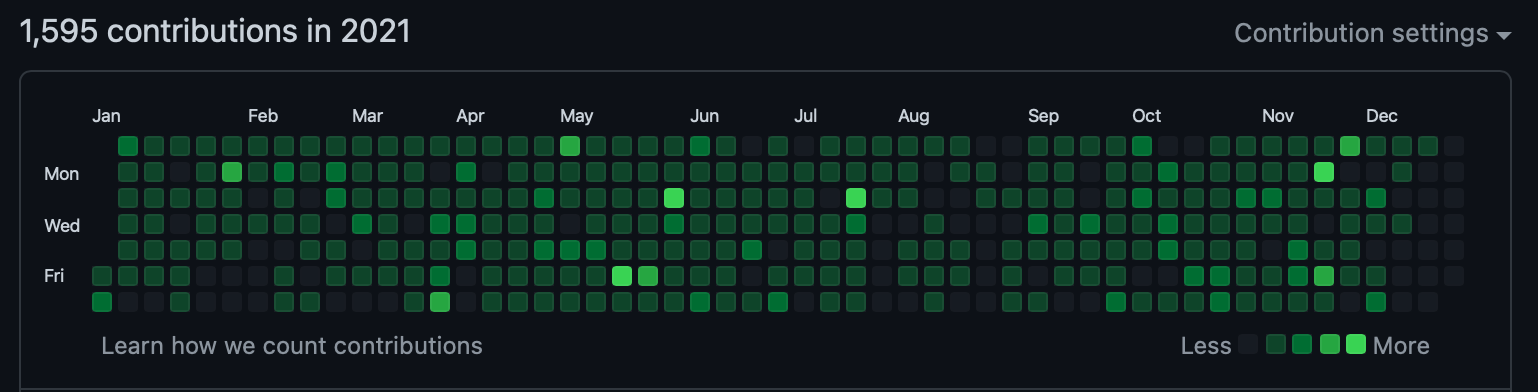 1,595 contributions in 2021
Contribution settings
Jan Feb Mar Apr May Jun Jul Aug Sep Oct Nov Dec
Mon
Wed
Fri
Learn how we count contributions
Less More